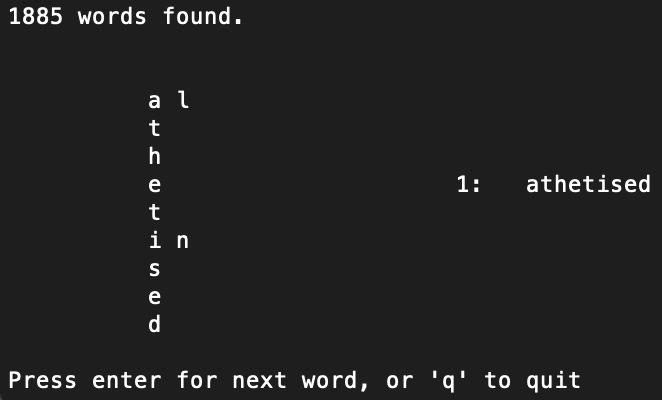 1885 words found.
a l
t
h
e 1: athetised
t
i n
s
e
d
Press enter for next word, or 'q' to quit